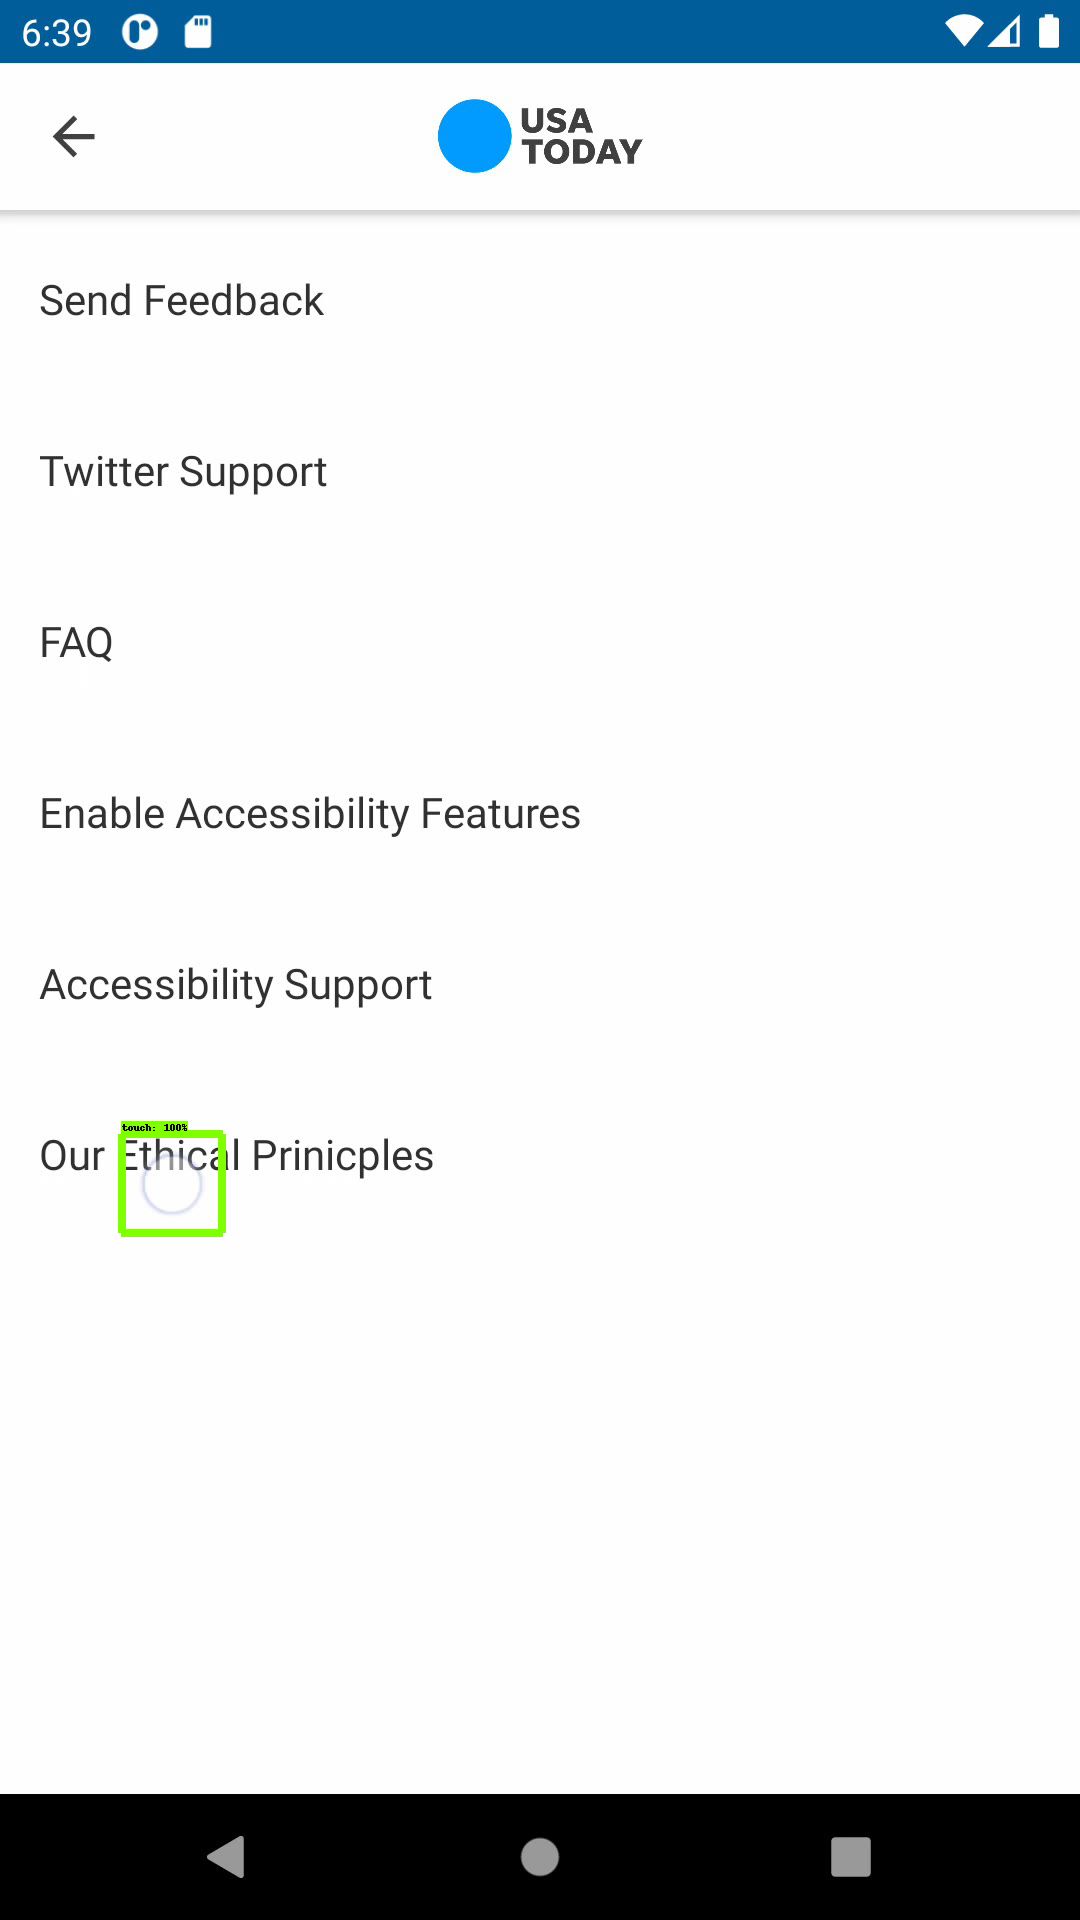 6:39
USA
TODAY
Send Feedback
Twitter Support
FAQ
Enable Accessibility Features
Accessibility Support
touch: 100%
Our Ethical Prinicples